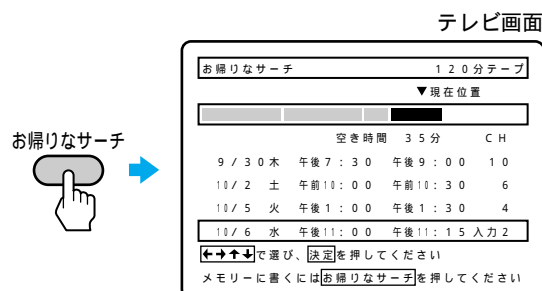 テレビ画面
お帰りなサーチ 120分テープ
▼現在位置
お帰りなサーチ
空き時間 35分 CH
9/30木 午後7:30 午後9:00 10
10/2 土 午前10:00 午前10:30 6
10/5 火 午後1:00 午後1:30 4
10/6 水 午後11:00 午後11:15 入力2
←→↑↓で選び、決定を押してください
メモリーに書くにはお帰りなサーチを押してください